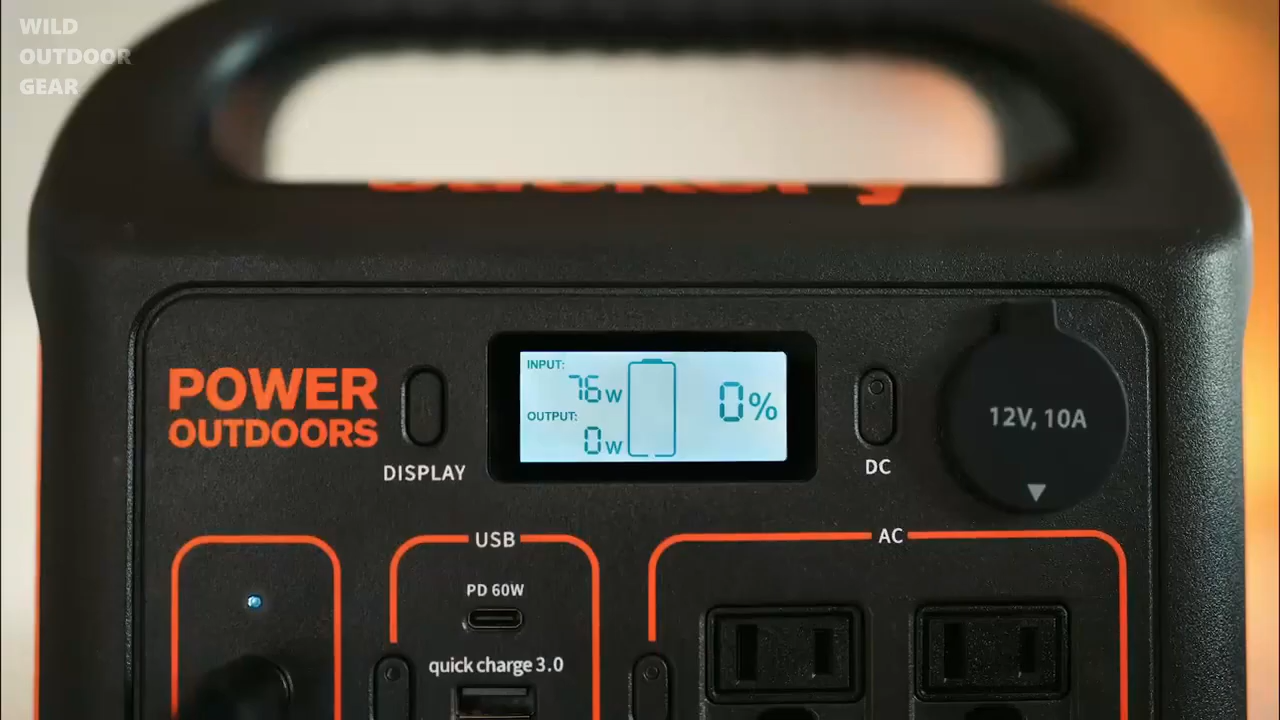 WILD
OUTDOOR
GEAR
POWER
OUTDOORS
DISPLAY
INPUT:
76W
OUTPUT:
0W
0%
DC
12V, 10A
USB
PD 60W
quick charge 3.0
AC